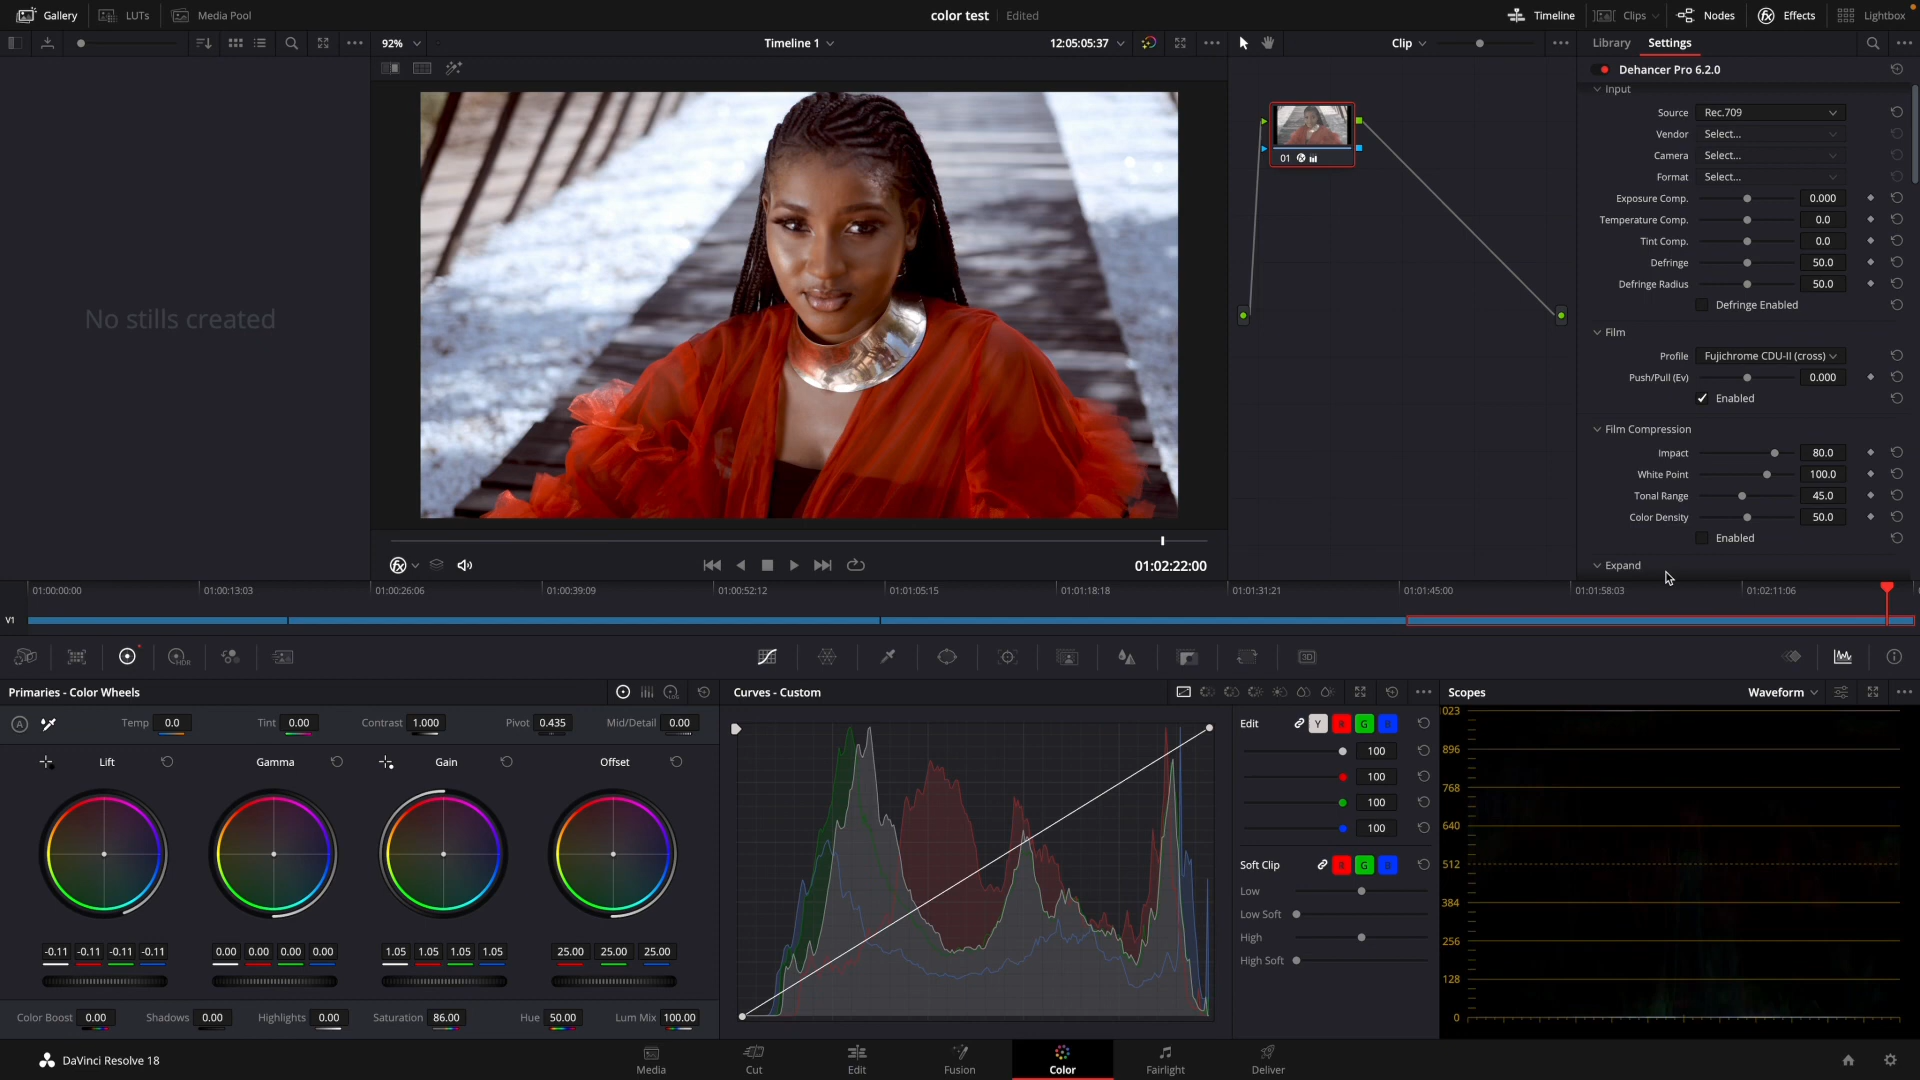 Gallery LUTs Media Pool color test Edited Timeline Clips Nodes Effects Lightbox
92% Timeline 1 12:05:05:37 Clip Library Settings
Dehancer Pro 6.2.0
Input
Source Rec.709
Vendor Select...
Camera Select...
Format Select...
Exposure Comp. 0.000
Temperature Comp. 0.0
Tint Comp. 0.0
Defringe 50.0
Defringe Radius 50.0
Defringe Enabled
Film
Profile Fujichrome CDU-II (cross)
Push/Pull (Ev) 0.000
Enabled
Film Compression
Impact 80.0
White Point 100.0
Tonal Range 45.0
Color Density 50.0
Enabled
Expand
01
No stills created
01:02:22:00
01:00:00:00 01:00:13:03 01:00:26:06 01:00:39:09 01:00:52:12 01:01:05:15 01:01:18:18 01:01:31:21 01:01:45:00 01:01:58:03 01:02:11:06
V1
HDR 3D
Primaries - Color Wheels LOG Curves - Custom Scopes Waveform
A Temp 0.0 Tint 0.00 Contrast 1.000 Pivot 0.435 Mid/Detail 0.00
Lift Gamma Gain Offset
-0.11 -0.11 -0.11 -0.11 0.00 0.00 0.00 0.00 1.05 1.05 1.05 1.05 25.00 25.00 25.00
Color Boost 0.00 Shadows 0.00 Highlights 0.00 Saturation 86.00 Hue 50.00 Lum Mix 100.00
Edit Y R G B
100
100
100
100
Soft Clip R G B
Low
Low Soft
High
High Soft
023
896
768
640
512
384
256
128
0
DaVinci Resolve 18 Media Cut Edit Fusion Color Fairlight Deliver